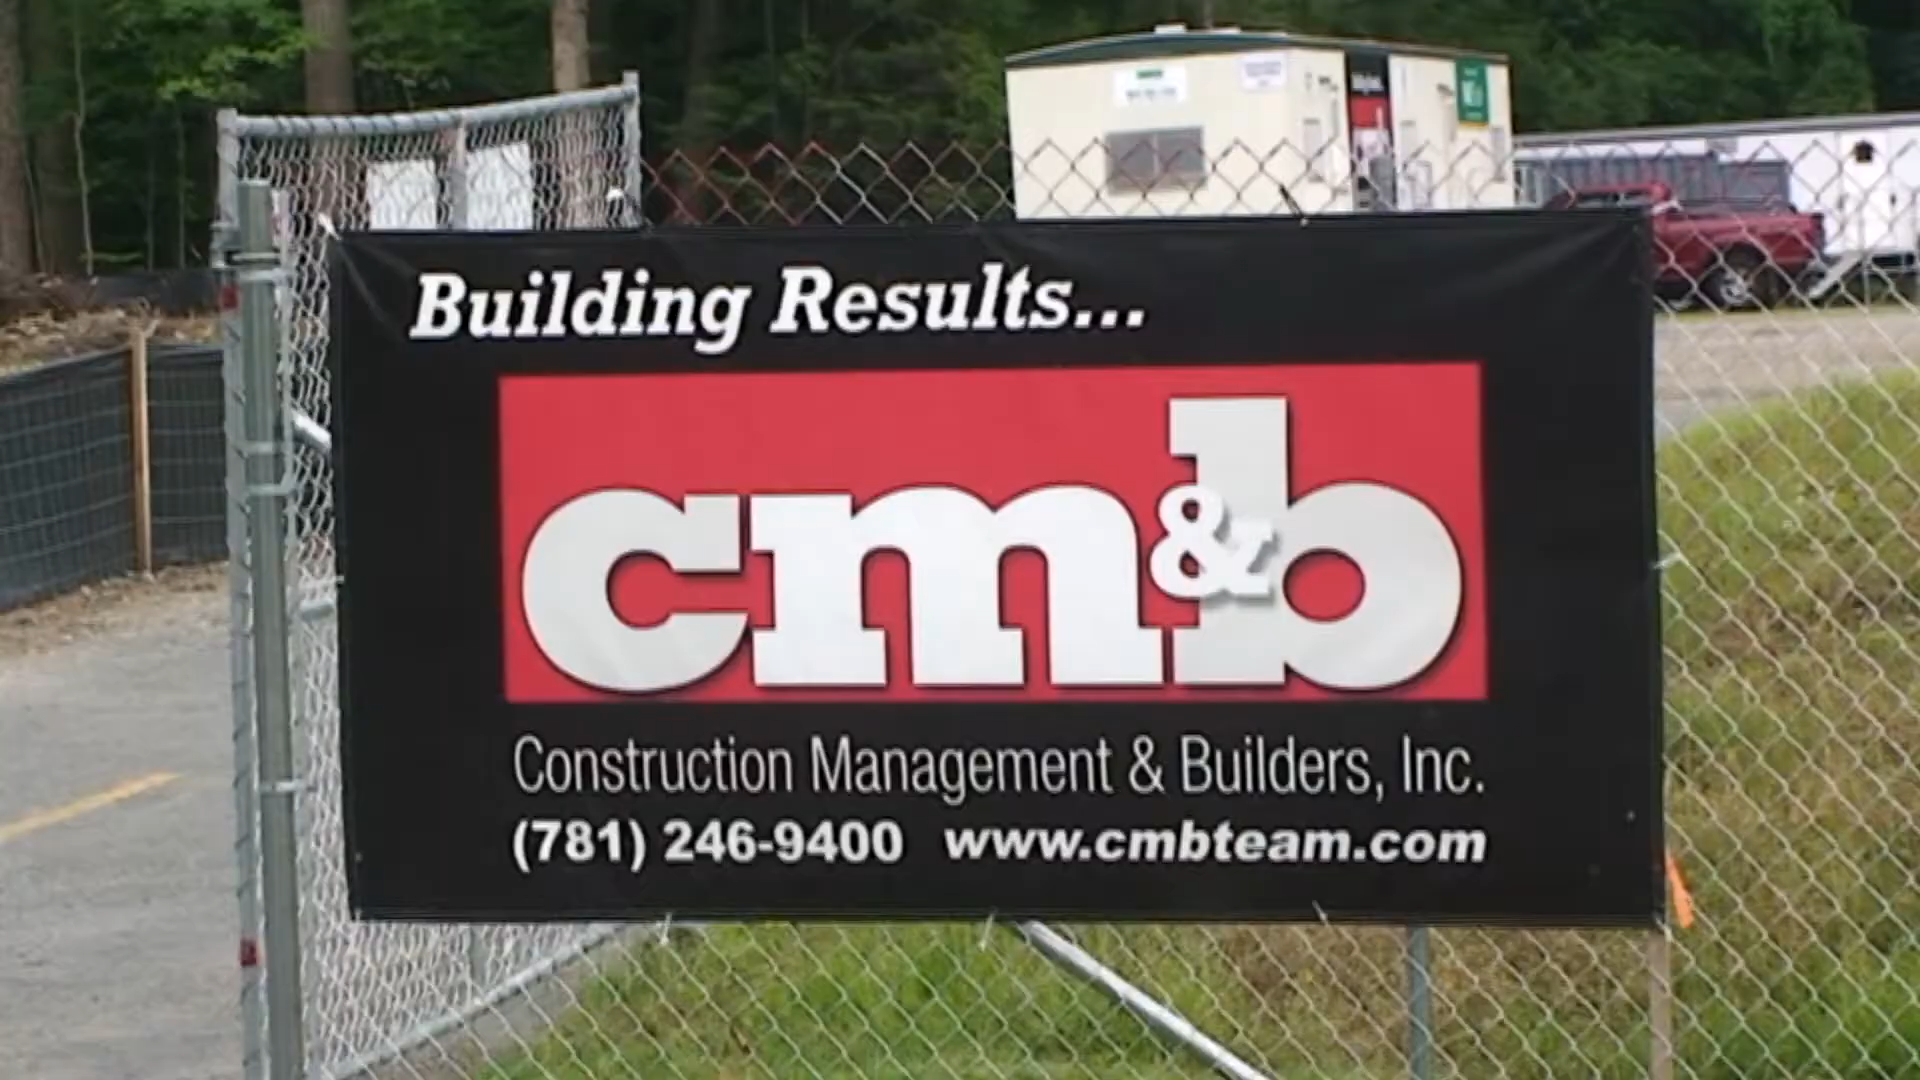 Building Results...
cm&b
Construction Management & Builders, Inc.
(781) 246-9400 www.cmbteam.com